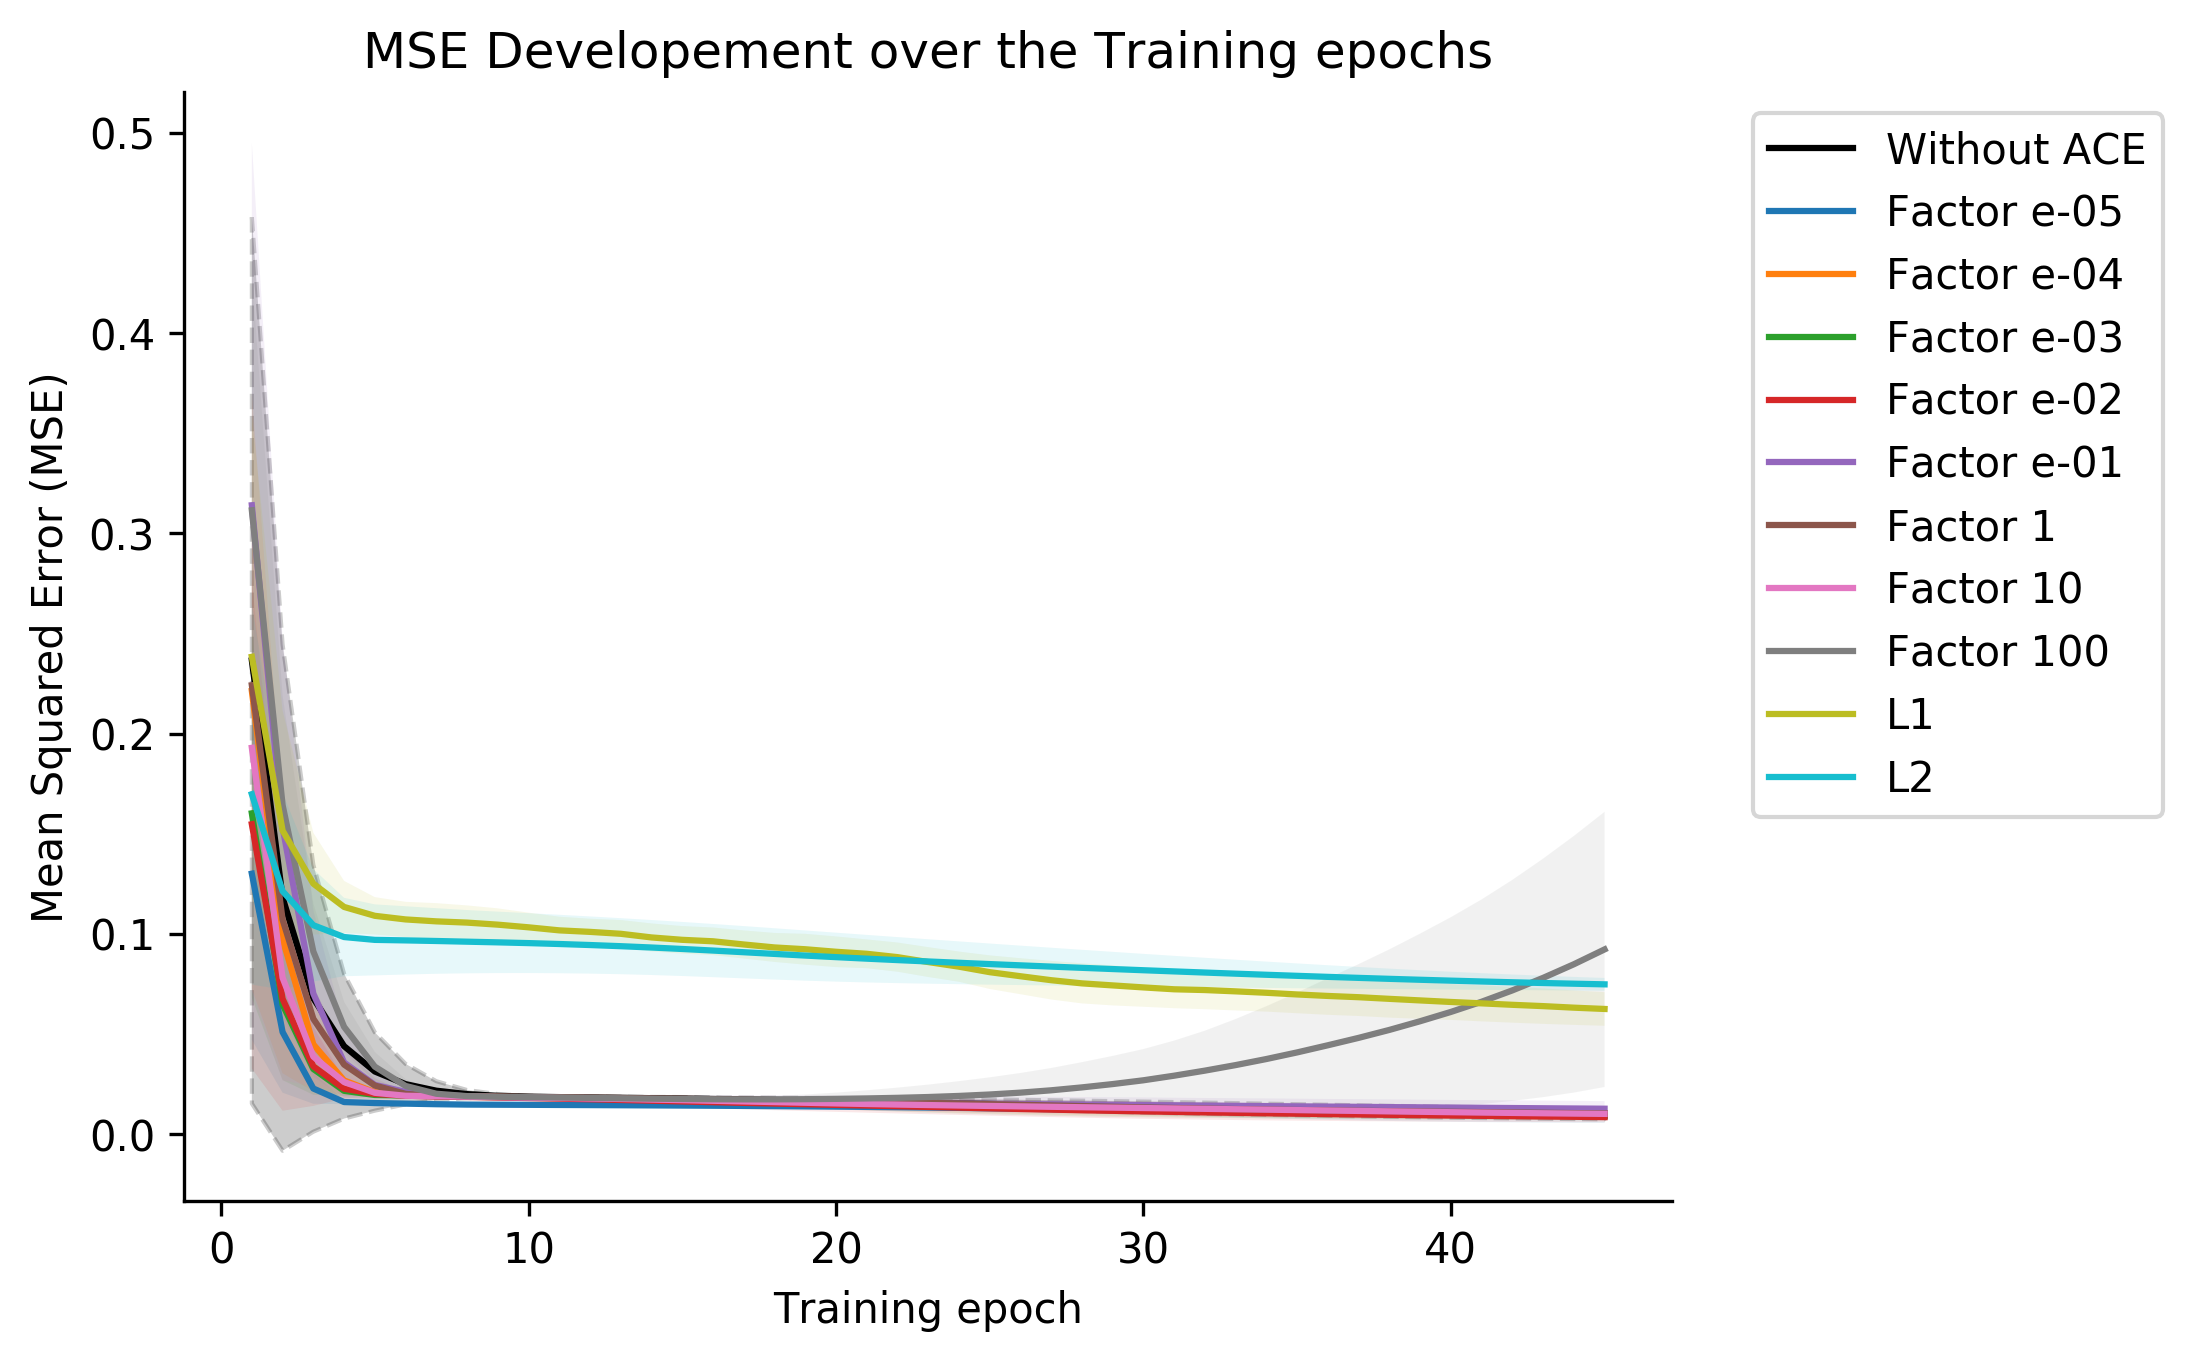 MSE Developement over the Training epochs
Mean Squared Error (MSE)
0.5
0.4
0.3
0.2
0.1
0.0
0
10
20
30
40
Training epoch
Without ACE
Factor e-05
Factor e-04
Factor e-03
Factor e-02
Factor e-01
Factor 1
Factor 10
Factor 100
L1
L2